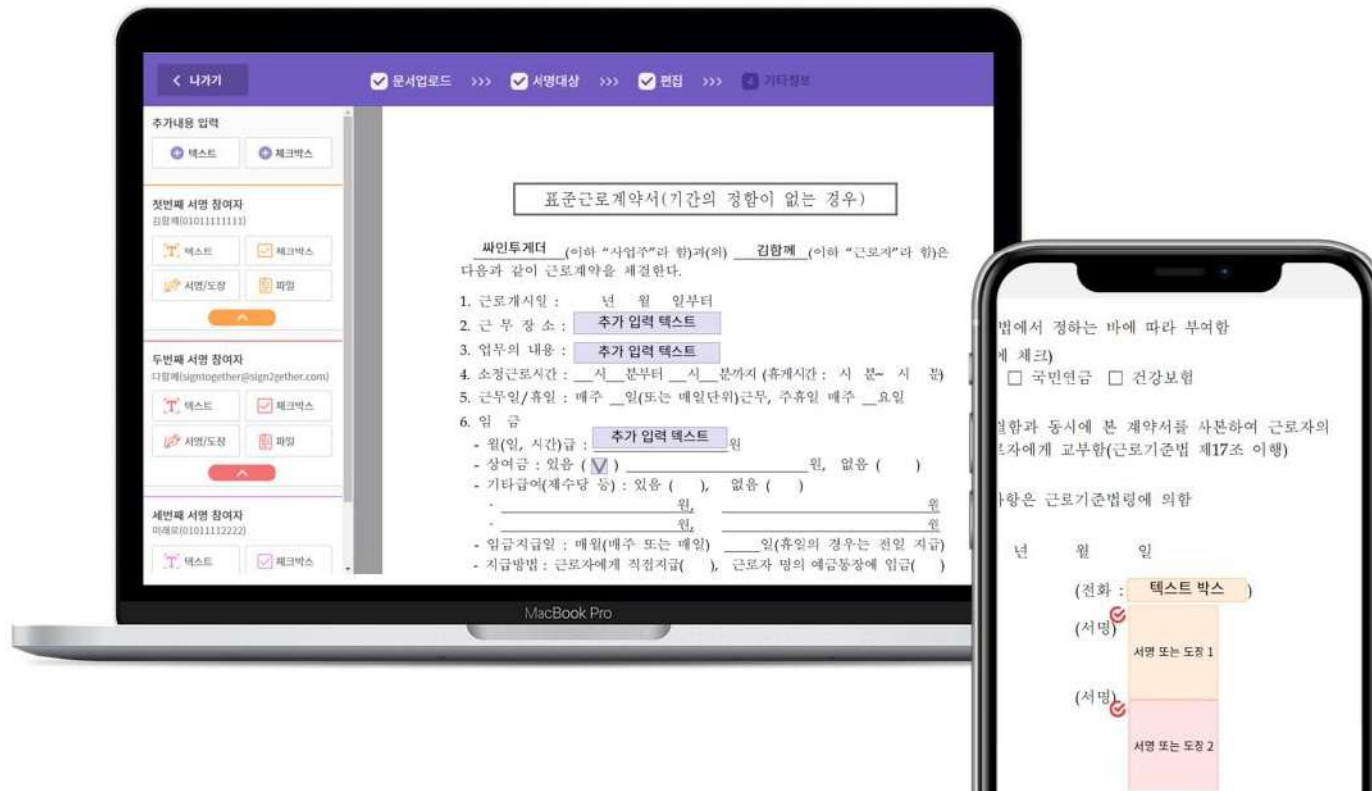 나가기
문서업로드 >>> 서명대상 >>> 편집 >>> 4 기타정보
추가내용 입력
텍스트 체크박스
첫번째 서명 참여자
김함께(01011111111)
텍스트 체크박스
서명/도장 파일
두번째 서명 참여자
다함께(signtogether@sign2gether.com)
텍스트 체크박스
서명/도장 파일
세번째 서명 참여자
미래로(01011112222)
텍스트 체크박스
표준근로계약서(기간의 정함이 없는 경우)
싸인투게더 (이하 “사업주”라 함)과(와) 김함께 (이하 “근로자”라 함)은
다음과 같이 근로계약을 체결한다.
1. 근로개시일 : 년 월 일부터
2. 근 무 장 소 : 추가 입력 텍스트
3. 업무의 내용 : 추가 입력 텍스트
4. 소정근로시간 : __시__분부터 __시__분까지 (휴게시간 : 시 분~ 시 분)
5. 근무일/휴일 : 매주 __일(또는 매일단위)근무, 주휴일 매주 __요일
6. 임 금
- 월(일, 시간)급 : 추가 입력 텍스트 원
- 상여금 : 있음 ( V ) ____ 원, 없음 ( )
- 기타급여(제수당 등) : 있음 ( ), 없음 ( )
· ____ 원, ____ 원
· ____ 원, ____ 원
- 임금지급일 : 매월(매주 또는 매일) ____일(휴일의 경우는 전일 지급)
- 지급방법 : 근로자에게 직접지급( ), 근로자 명의 예금통장에 입금( )
MacBook Pro
법에서 정하는 바에 따라 부여함
에 체크)
□ 국민연금 □ 건강보험
결함과 동시에 본 계약서를 사본하여 근로자의
로자에게 교부함(근로기준법 제17조 이행)
사항은 근로기준법령에 의함
년 월 일
(전화 : 텍스트 박스 )
(서명)
서명 또는 도장 1
(서명)
서명 또는 도장 2